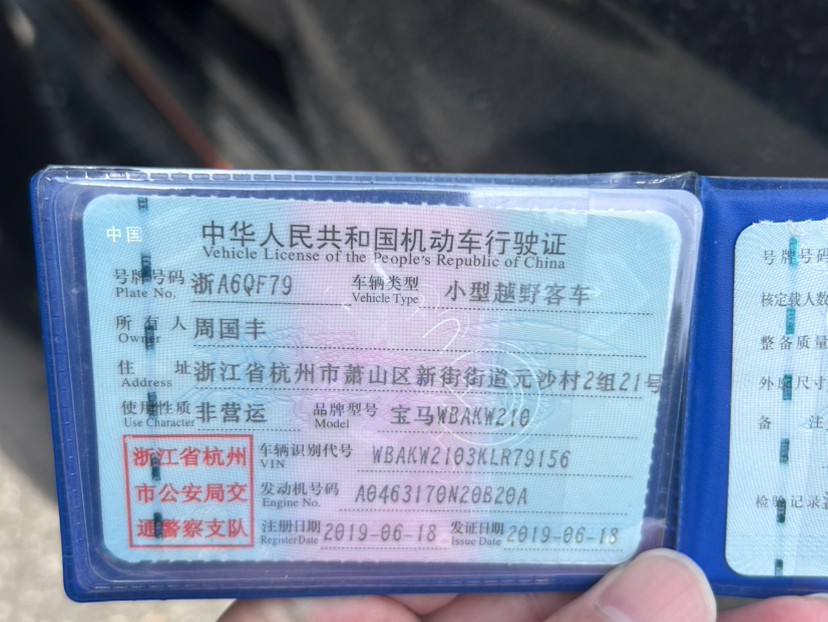 中国
中华人民共和国机动车行驶证
Vehicle License of the People's Republic of China
号牌号码 浙A6QF79 车辆类型 小型越野客车
Plate No. Vehicle Type
所有人 周国丰
Owner
住址 浙江省杭州市萧山区新街街道元沙村2组21号
Address
使用性质 非营运 品牌型号 宝马WBAKW210
Use Character Model
浙江省杭州
市公安局交
通警察支队
车辆识别代号 WBAKW2103KLR79156
VIN
发动机号码 A0463170N20B20A
Engine No.
注册日期 2019-06-18 发证日期 2019-06-18
Register Date Issue Date
号牌号码
核定载人数
整备质量
外廓尺寸
备注
检验记录